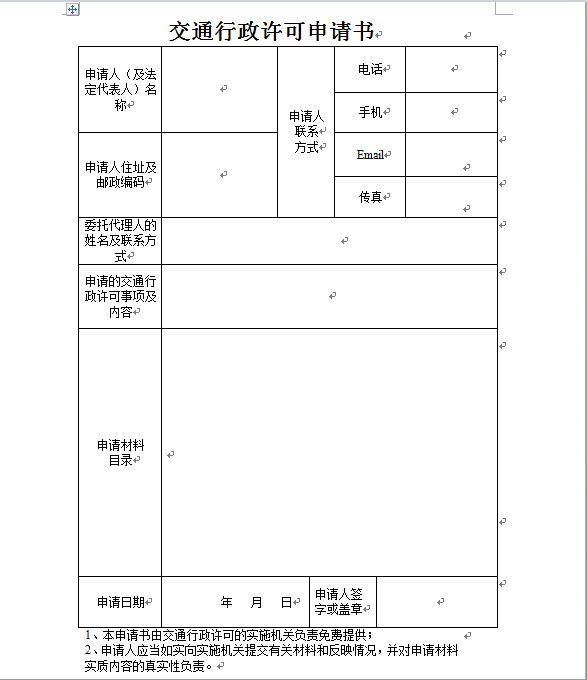 交通行政许可申请书
申请人（及法
定代表人）名
称
申请人
联系
方式
电话
手机
申请人住址及
邮政编码
Email
传真
委托代理人的
姓名及联系方
式
申请的交通行
政许可事项及
内容
申请材料
目录
申请日期
年 月 日
申请人签
字或盖章
1、本申请书由交通行政许可的实施机关负责免费提供；
2、申请人应当如实向实施机关提交有关材料和反映情况，并对申请材料
实质内容的真实性负责。